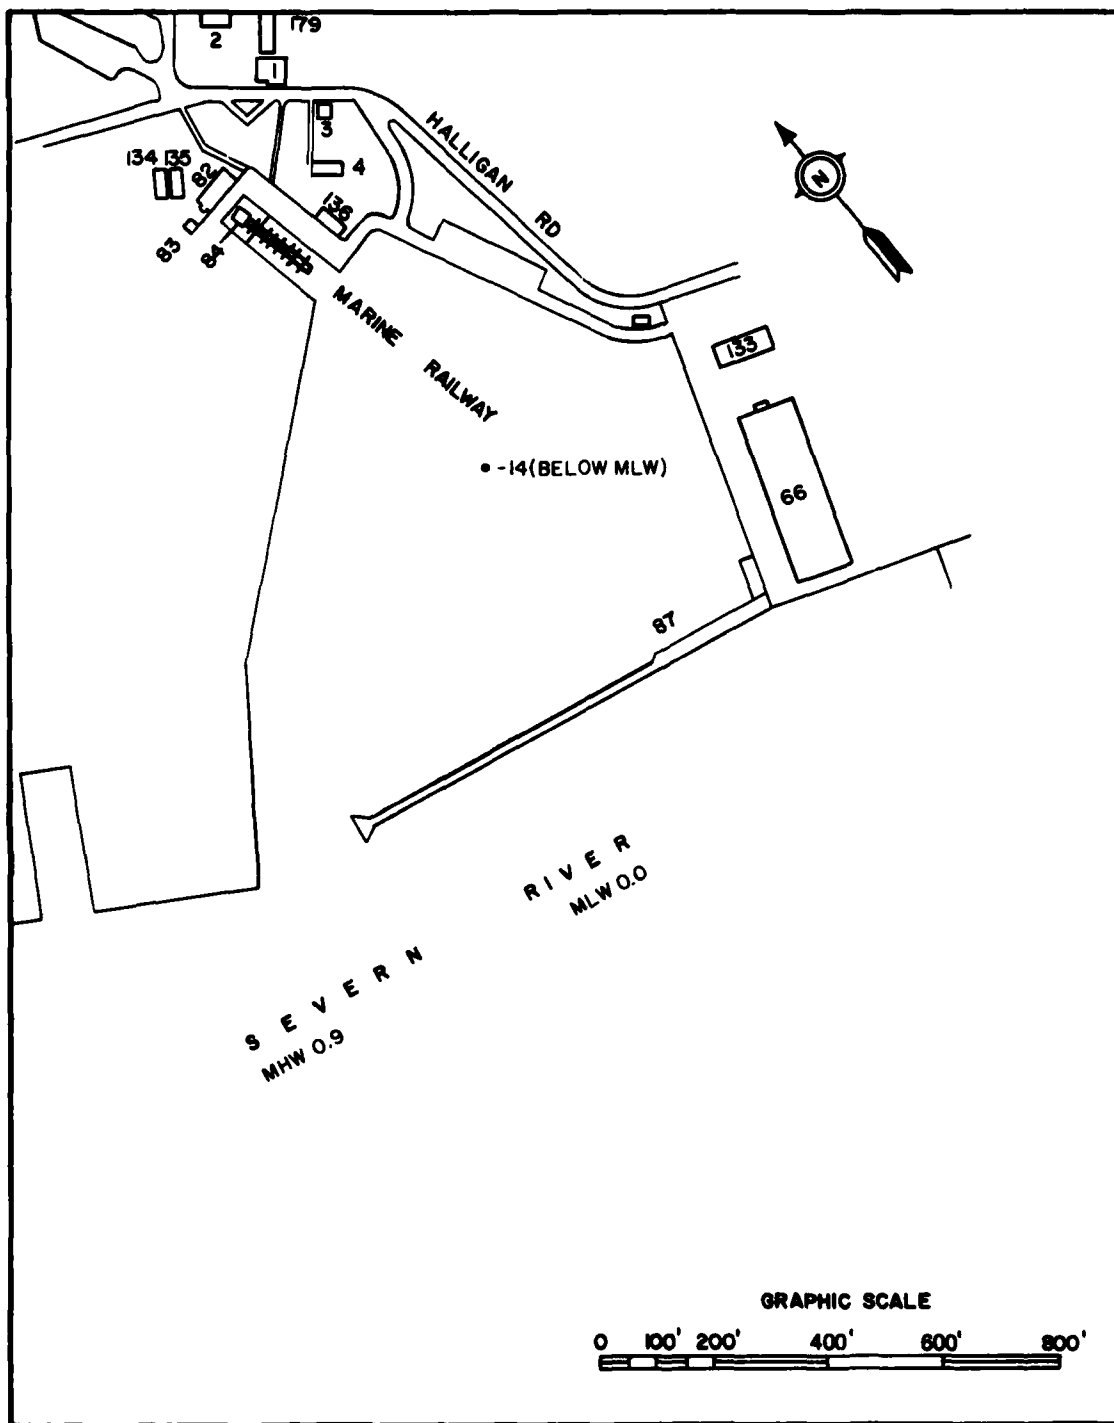 179
2
1
3
HALLIGAN RD
134 135
82
4
N
136
83
84
MARINE RAILWAY
133
• -14(BELOW MLW)
66
87
SEVERN RIVER
MLW 0.0
MHW 0.9
GRAPHIC SCALE
0 100' 200' 400' 600' 800'